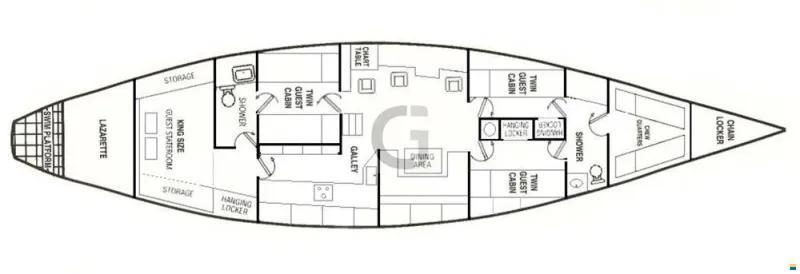 SWIM PLATFORM
LAZARETTE
STORAGE
KING SIZE
GUEST STATEROOM
STORAGE
HANGING
LOCKER
SHOWER
TWIN
GUEST
CABIN
GALLEY
CHART
TABLE
DINING
AREA
TWIN
GUEST
CABIN
HANGING
LOCKER
HANGING
LOCKER
TWIN
GUEST
CABIN
SHOWER
CREW
QUARTERS
CHAIN
LOCKER
G